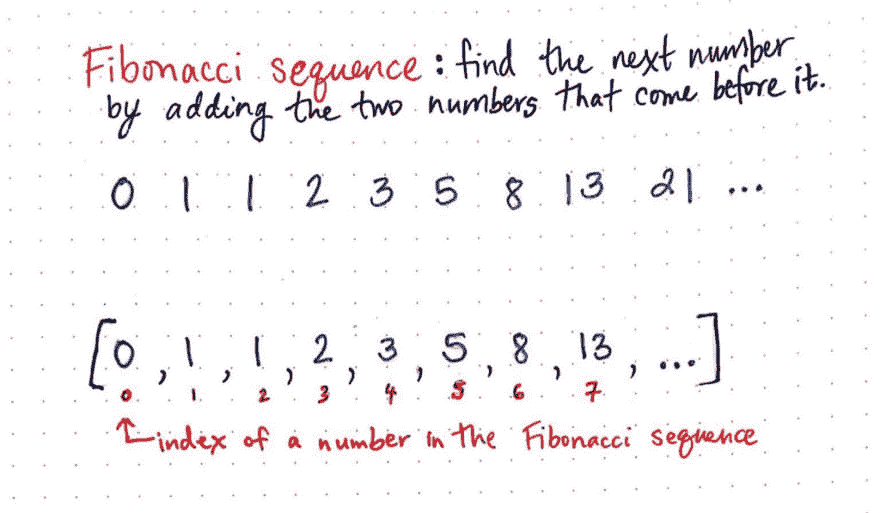 Fibonacci sequence: find the next number
by adding the two numbers that come before it.
0 1 1 2 3 5 8 13 21 ...
[0, 1, 1, 2, 3, 5, 8, 13, ...]
0 1 2 3 4 5 6 7
index of a number in the Fibonacci sequence